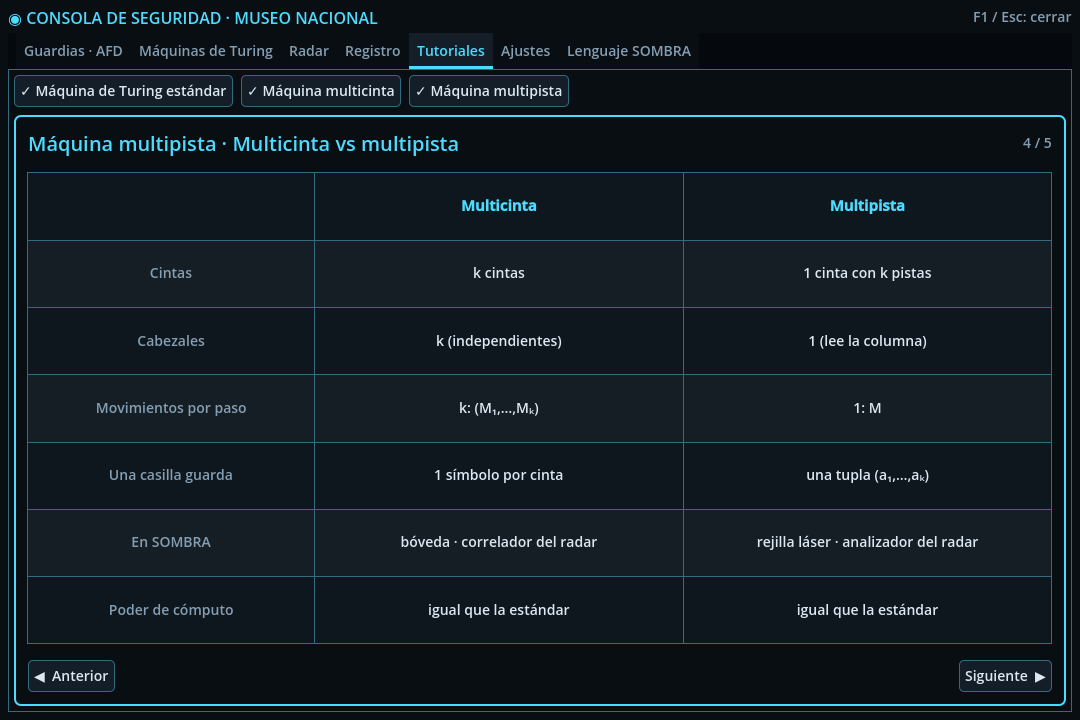 ◉ CONSOLA DE SEGURIDAD · MUSEO NACIONAL
F1 / Esc: cerrar
Guardias · AFD Máquinas de Turing Radar Registro Tutoriales Ajustes Lenguaje SOMBRA
✓ Máquina de Turing estándar ✓ Máquina multicinta ✓ Máquina multipista
Máquina multipista · Multicinta vs multipista
4 / 5
Multicinta Multipista
Cintas k cintas 1 cinta con k pistas
Cabezales k (independientes) 1 (lee la columna)
Movimientos por paso k: (M₁,…,Mₖ) 1: M
Una casilla guarda 1 símbolo por cinta una tupla (a₁,…,aₖ)
En SOMBRA bóveda · correlador del radar rejilla láser · analizador del radar
Poder de cómputo igual que la estándar igual que la estándar
◀ Anterior Siguiente ▶